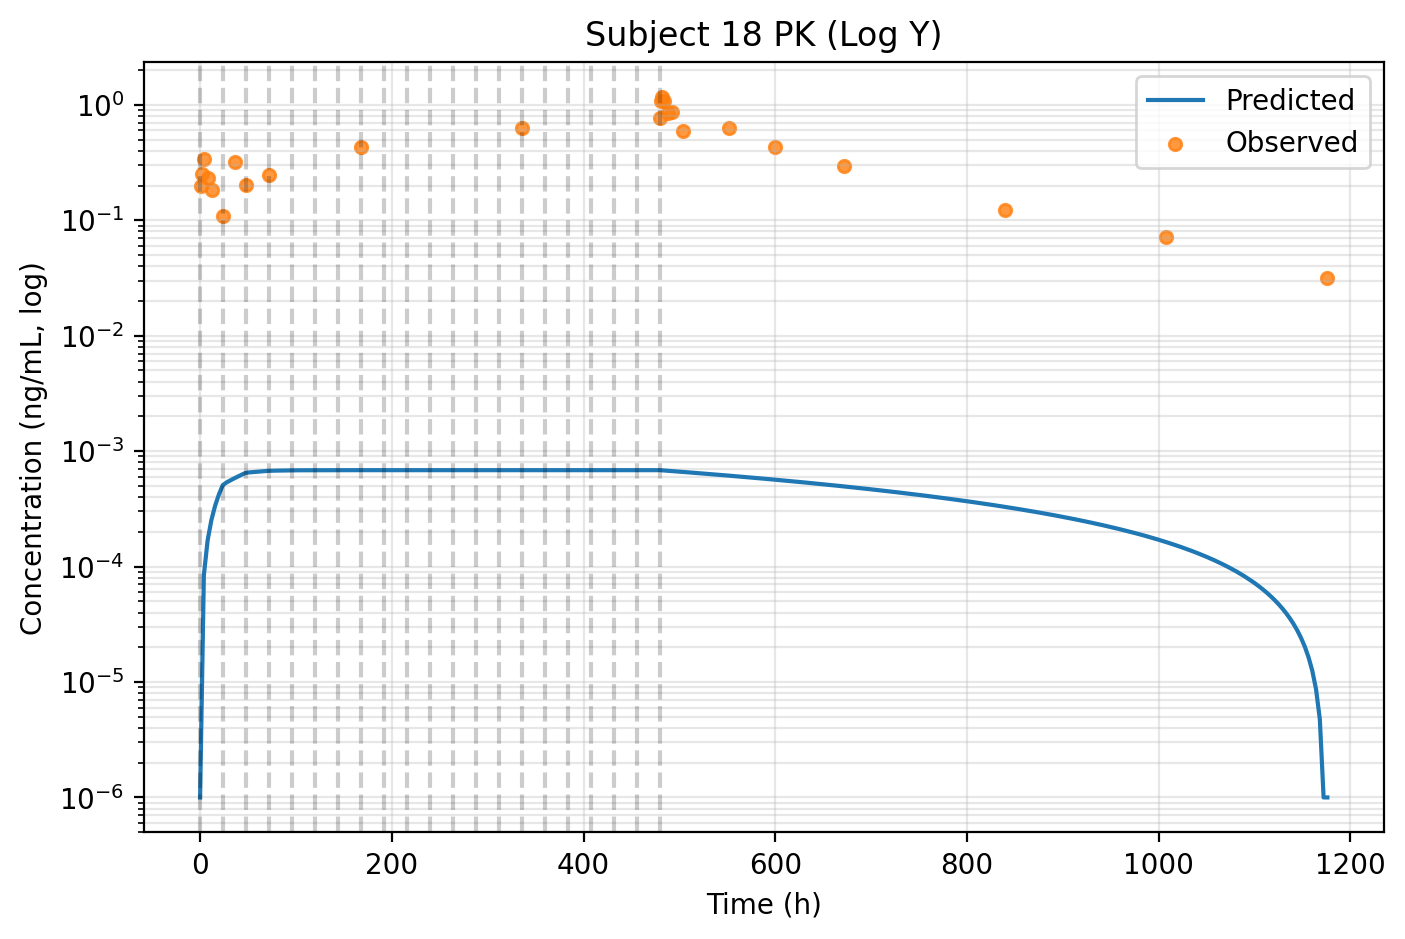 Subject 18 PK (Log Y)
Predicted
Observed
Concentration (ng/mL, log)
10⁰
10⁻¹
10⁻²
10⁻³
10⁻⁴
10⁻⁵
10⁻⁶
0 200 400 600 800 1000 1200
Time (h)